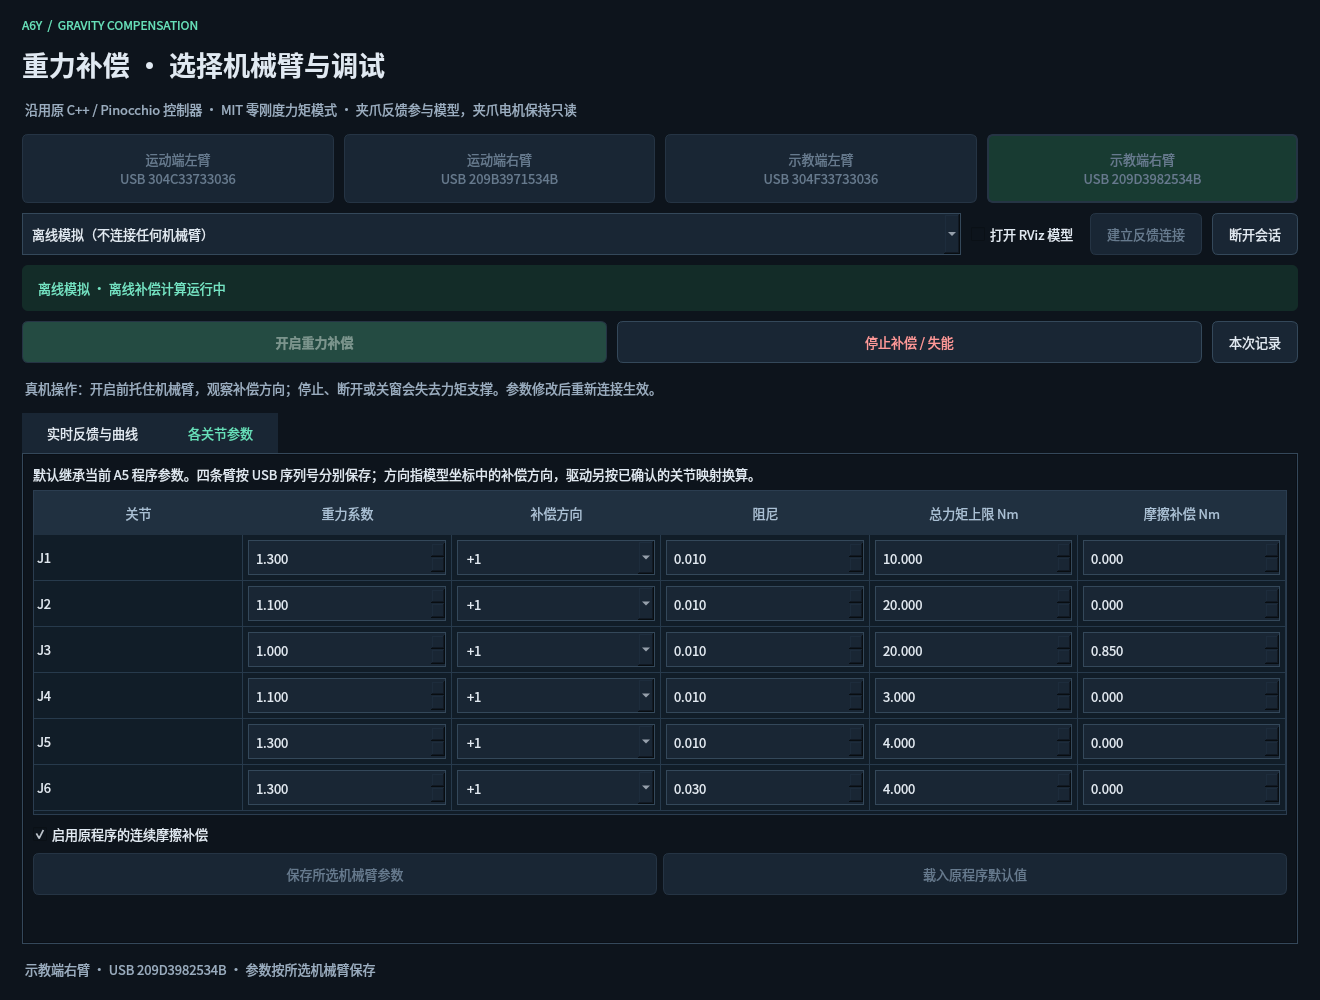 A6Y / GRAVITY COMPENSATION
重力补偿 · 选择机械臂与调试
沿用原 C++ / Pinocchio 控制器 · MIT 零刚度力矩模式 · 夹爪反馈参与模型，夹爪电机保持只读
运动端左臂
USB 304C33733036
运动端右臂
USB 209B3971534B
示教端左臂
USB 304F33733036
示教端右臂
USB 209D3982534B
离线模拟（不连接任何机械臂）
打开 RViz 模型
建立反馈连接
断开会话
离线模拟 · 离线补偿计算运行中
开启重力补偿
停止补偿 / 失能
本次记录
真机操作：开启前托住机械臂，观察补偿方向；停止、断开或关窗会失去力矩支撑。参数修改后重新连接生效。
实时反馈与曲线
各关节参数
默认继承当前 A5 程序参数。四条臂按 USB 序列号分别保存；方向指模型坐标中的补偿方向，驱动另按已确认的关节映射换算。
关节 重力系数 补偿方向 阻尼 总力矩上限 Nm 摩擦补偿 Nm
J1 1.300 +1 0.010 10.000 0.000
J2 1.100 +1 0.010 20.000 0.000
J3 1.000 +1 0.010 20.000 0.850
J4 1.100 +1 0.010 3.000 0.000
J5 1.300 +1 0.010 4.000 0.000
J6 1.300 +1 0.030 4.000 0.000
✓ 启用原程序的连续摩擦补偿
保存所选机械臂参数
载入原程序默认值
示教端右臂 · USB 209D3982534B · 参数按所选机械臂保存